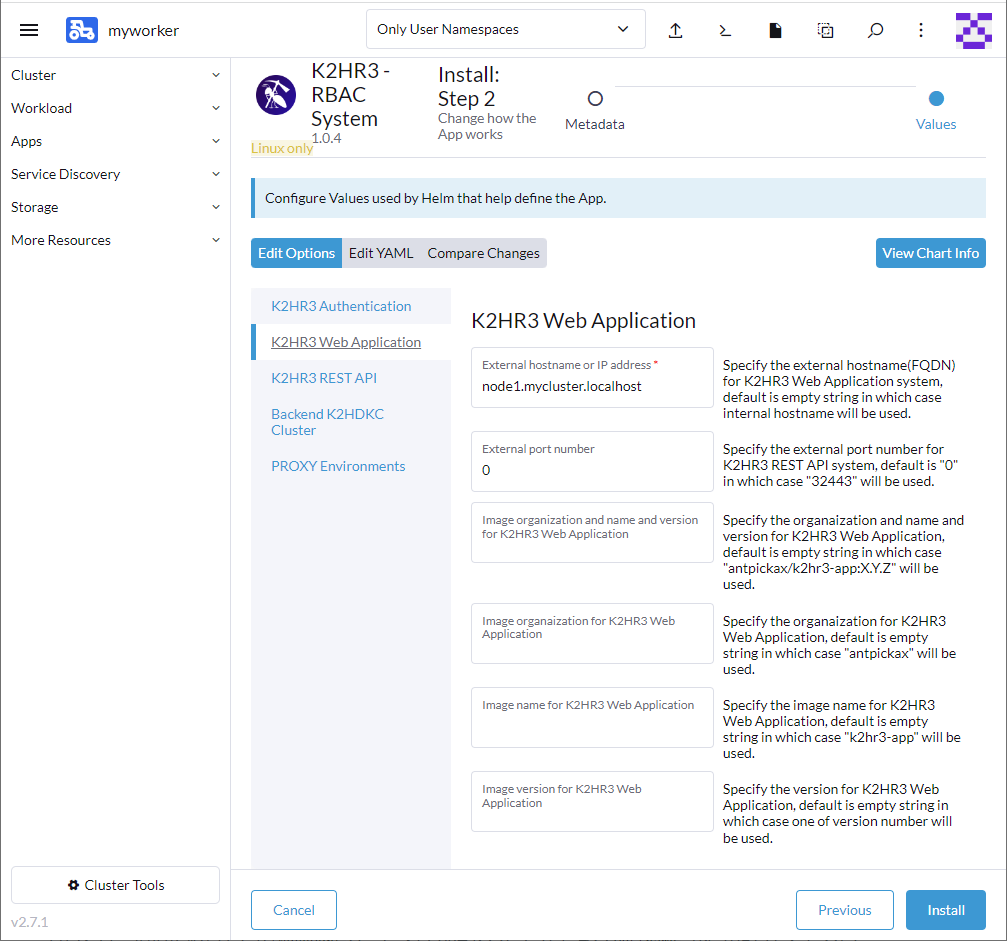 myworker
Only User Namespaces
Cluster
Workload
Apps
Service Discovery
Storage
More Resources
Cluster Tools
v2.7.1
K2HR3 -
RBAC
System
1.0.4
Linux only
Install:
Step 2
Change how the
App works
Metadata
Values
Configure Values used by Helm that help define the App.
Edit Options
Edit YAML
Compare Changes
View Chart Info
K2HR3 Authentication
K2HR3 Web Application
K2HR3 REST API
Backend K2HDKC
Cluster
PROXY Environments
K2HR3 Web Application
External hostname or IP address *
node1.mycluster.localhost
Specify the external hostname(FQDN)
for K2HR3 Web Application system,
default is empty string in which case
internal hostname will be used.
External port number
0
Specify the external port number for
K2HR3 REST API system, default is "0"
in which case "32443" will be used.
Image organization and name and version
for K2HR3 Web Application
Specify the organaization and name and
version for K2HR3 Web Application,
default is empty string in which case
"antpickax/k2hr3-app:X.Y.Z" will be
used.
Image organaization for K2HR3 Web
Application
Specify the organaization for K2HR3
Web Application, default is empty
string in which case "antpickax" will be
used.
Image name for K2HR3 Web Application
Specify the image name for K2HR3
Web Application, default is empty
string in which case "k2hr3-app" will be
used.
Image version for K2HR3 Web
Application
Specify the version for K2HR3 Web
Application, default is empty string in
which case one of version number will
be used.
Cancel
Previous
Install